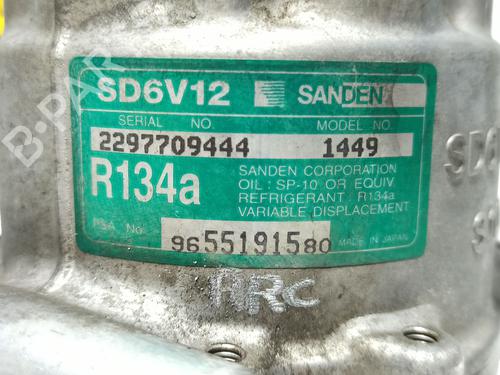 SD6V12 SANDEN
SERIAL NO. MODEL NO.
2297709444 1449
R134a
SANDEN CORPORATION
OIL : SP-10 OR EQUIV
REFRIGERANT : R134a
VARIABLE DISPLACEMENT
PSA No. 9655191580 MADE IN JAPAN
ARC
B-PAR
SD6